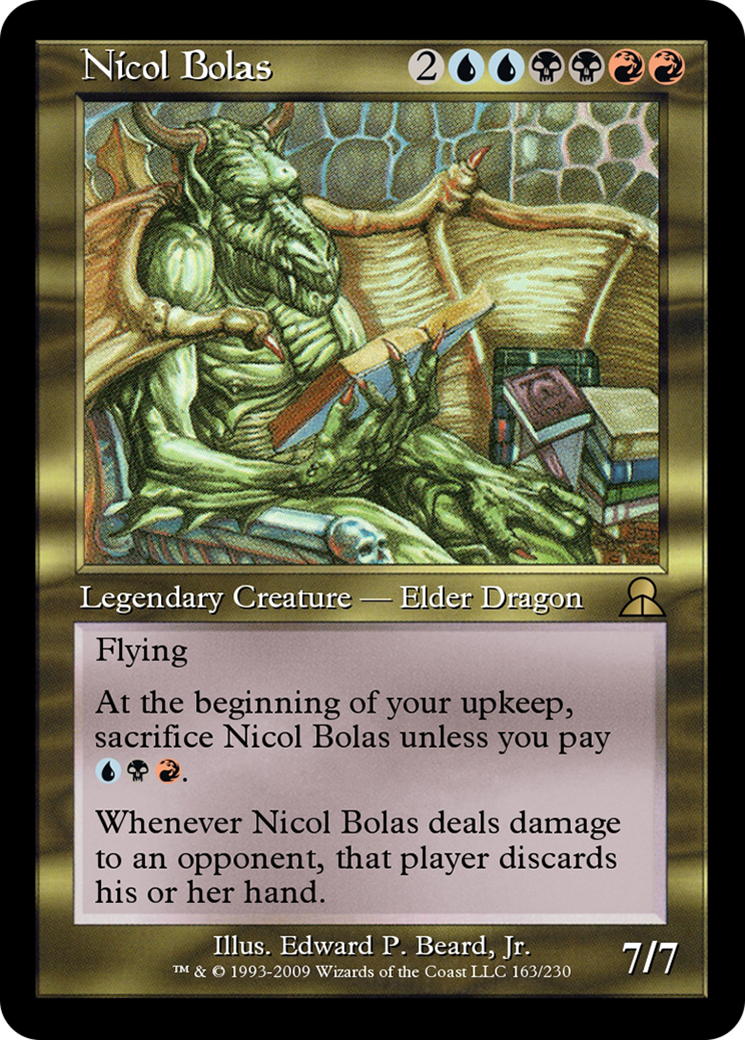 Nicol Bolas 2
Legendary Creature — Elder Dragon
Flying
At the beginning of your upkeep,
sacrifice Nicol Bolas unless you pay
.
Whenever Nicol Bolas deals damage
to an opponent, that player discards
his or her hand.
Illus. Edward P. Beard, Jr.
™ & © 1993-2009 Wizards of the Coast LLC 163/230
7/7